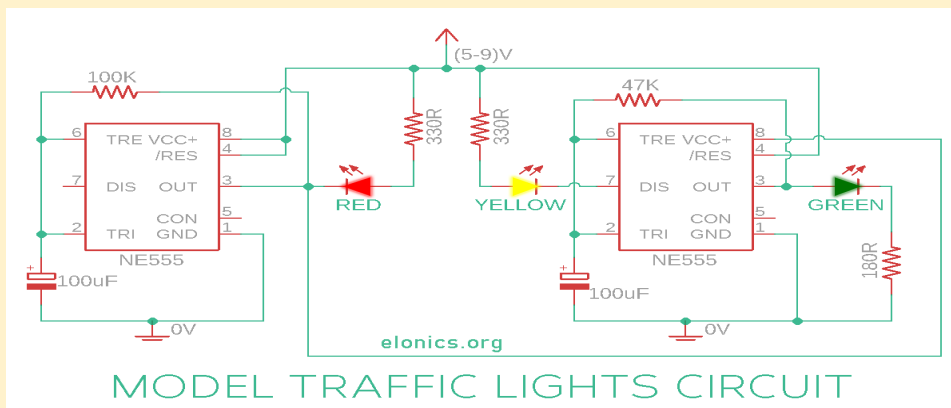 (5-9)V
100K
330R
330R
47K
6 TRE VCC+ 8
/RES 4
7 DIS OUT 3
CON 5
2 TRI GND 1
NE555
100uF
0V
RED
YELLOW
6 TRE VCC+ 8
/RES 4
7 DIS OUT 3
CON 5
2 TRI GND 1
NE555
100uF
0V
GREEN
180R
+
+
elonics.org
MODEL TRAFFIC LIGHTS CIRCUIT